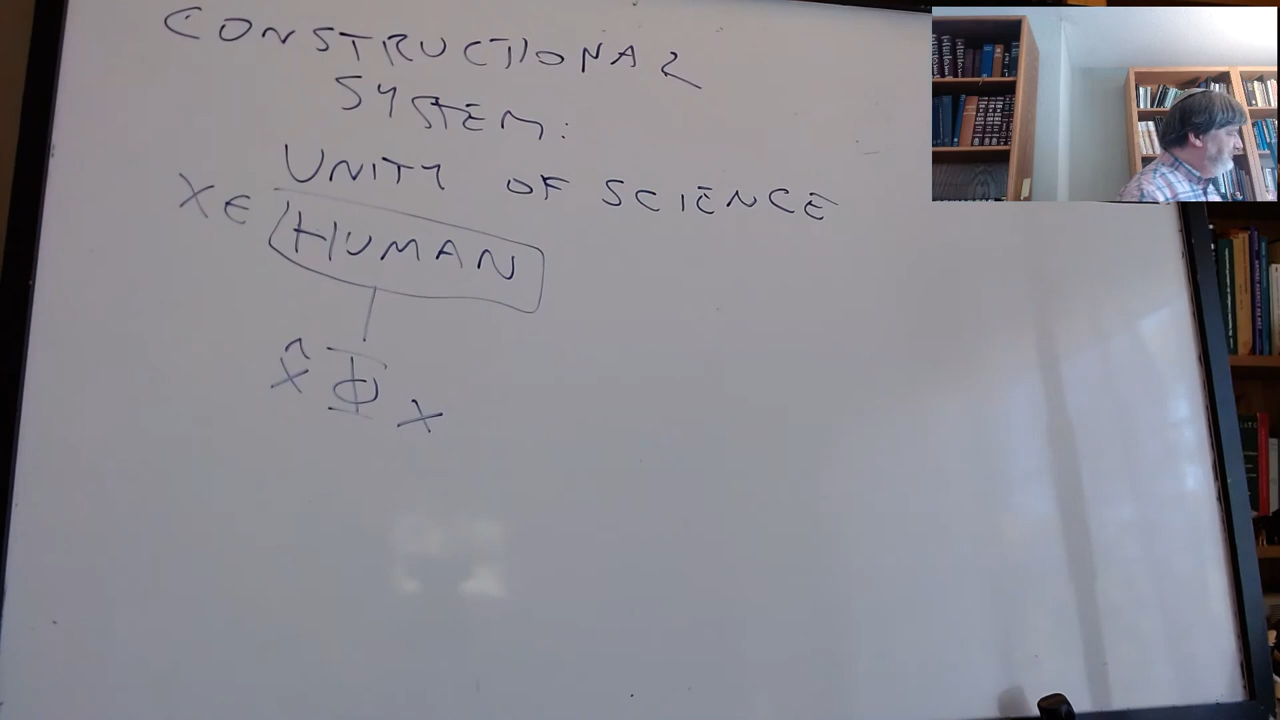 CONSTRUCTIONAL
SYSTEM:
UNITY OF SCIENCE
X ∈ HUMAN
x̂ Φ x